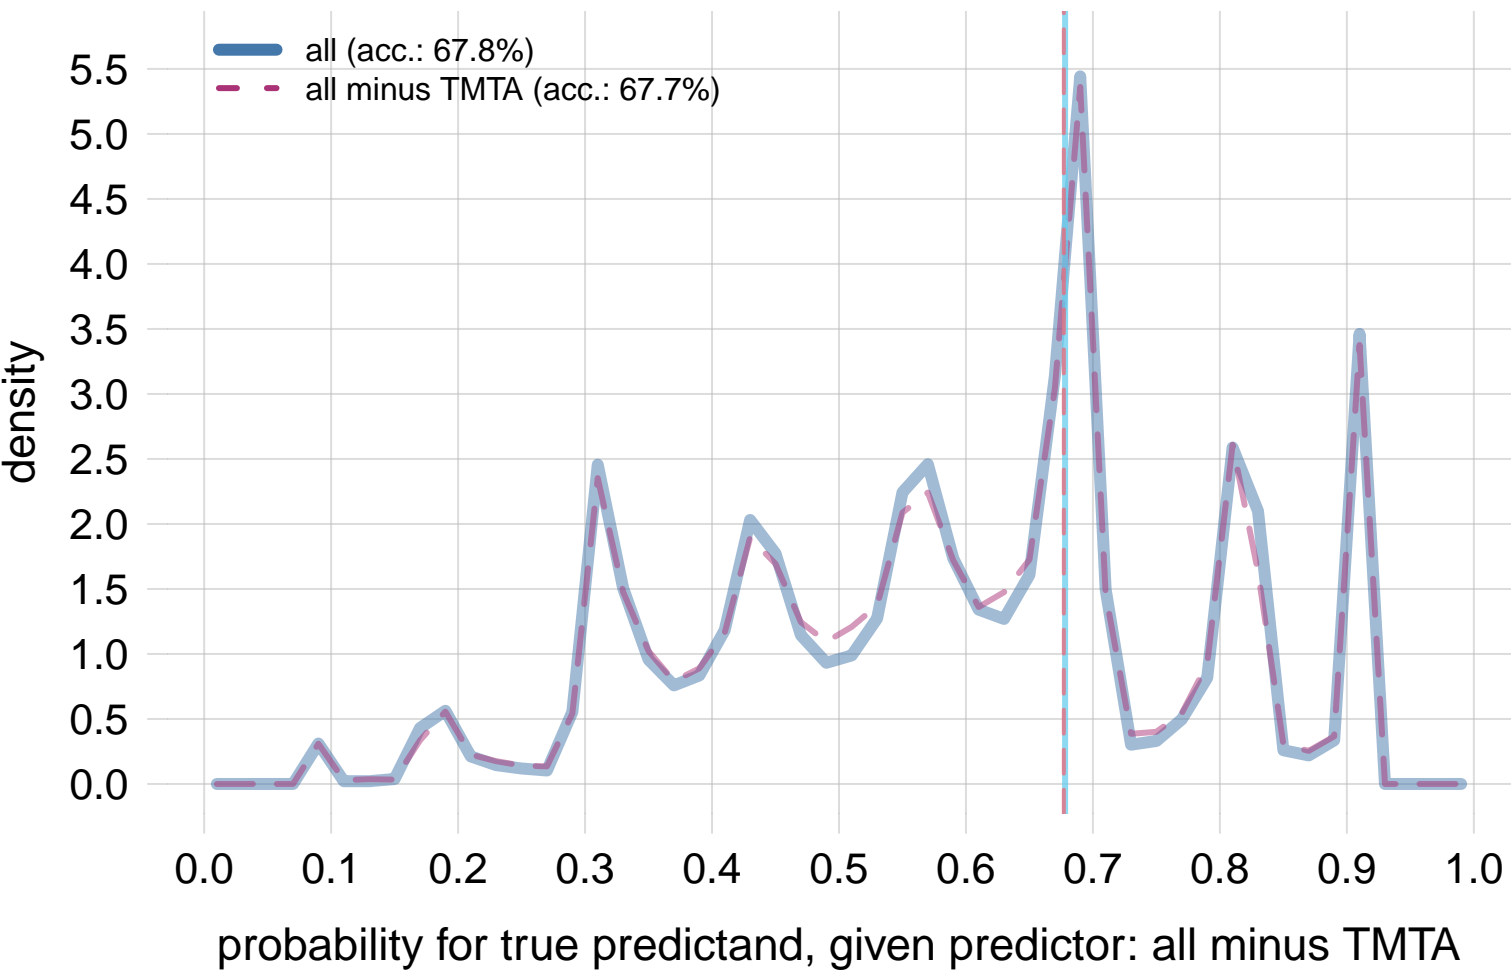 all (acc.: 67.8%)
all minus TMTA (acc.: 67.7%)
5.5
5.0
4.5
4.0
3.5
3.0
2.5
2.0
1.5
1.0
0.5
0.0
density
0.0 0.1 0.2 0.3 0.4 0.5 0.6 0.7 0.8 0.9 1.0
probability for true predictand, given predictor: all minus TMTA